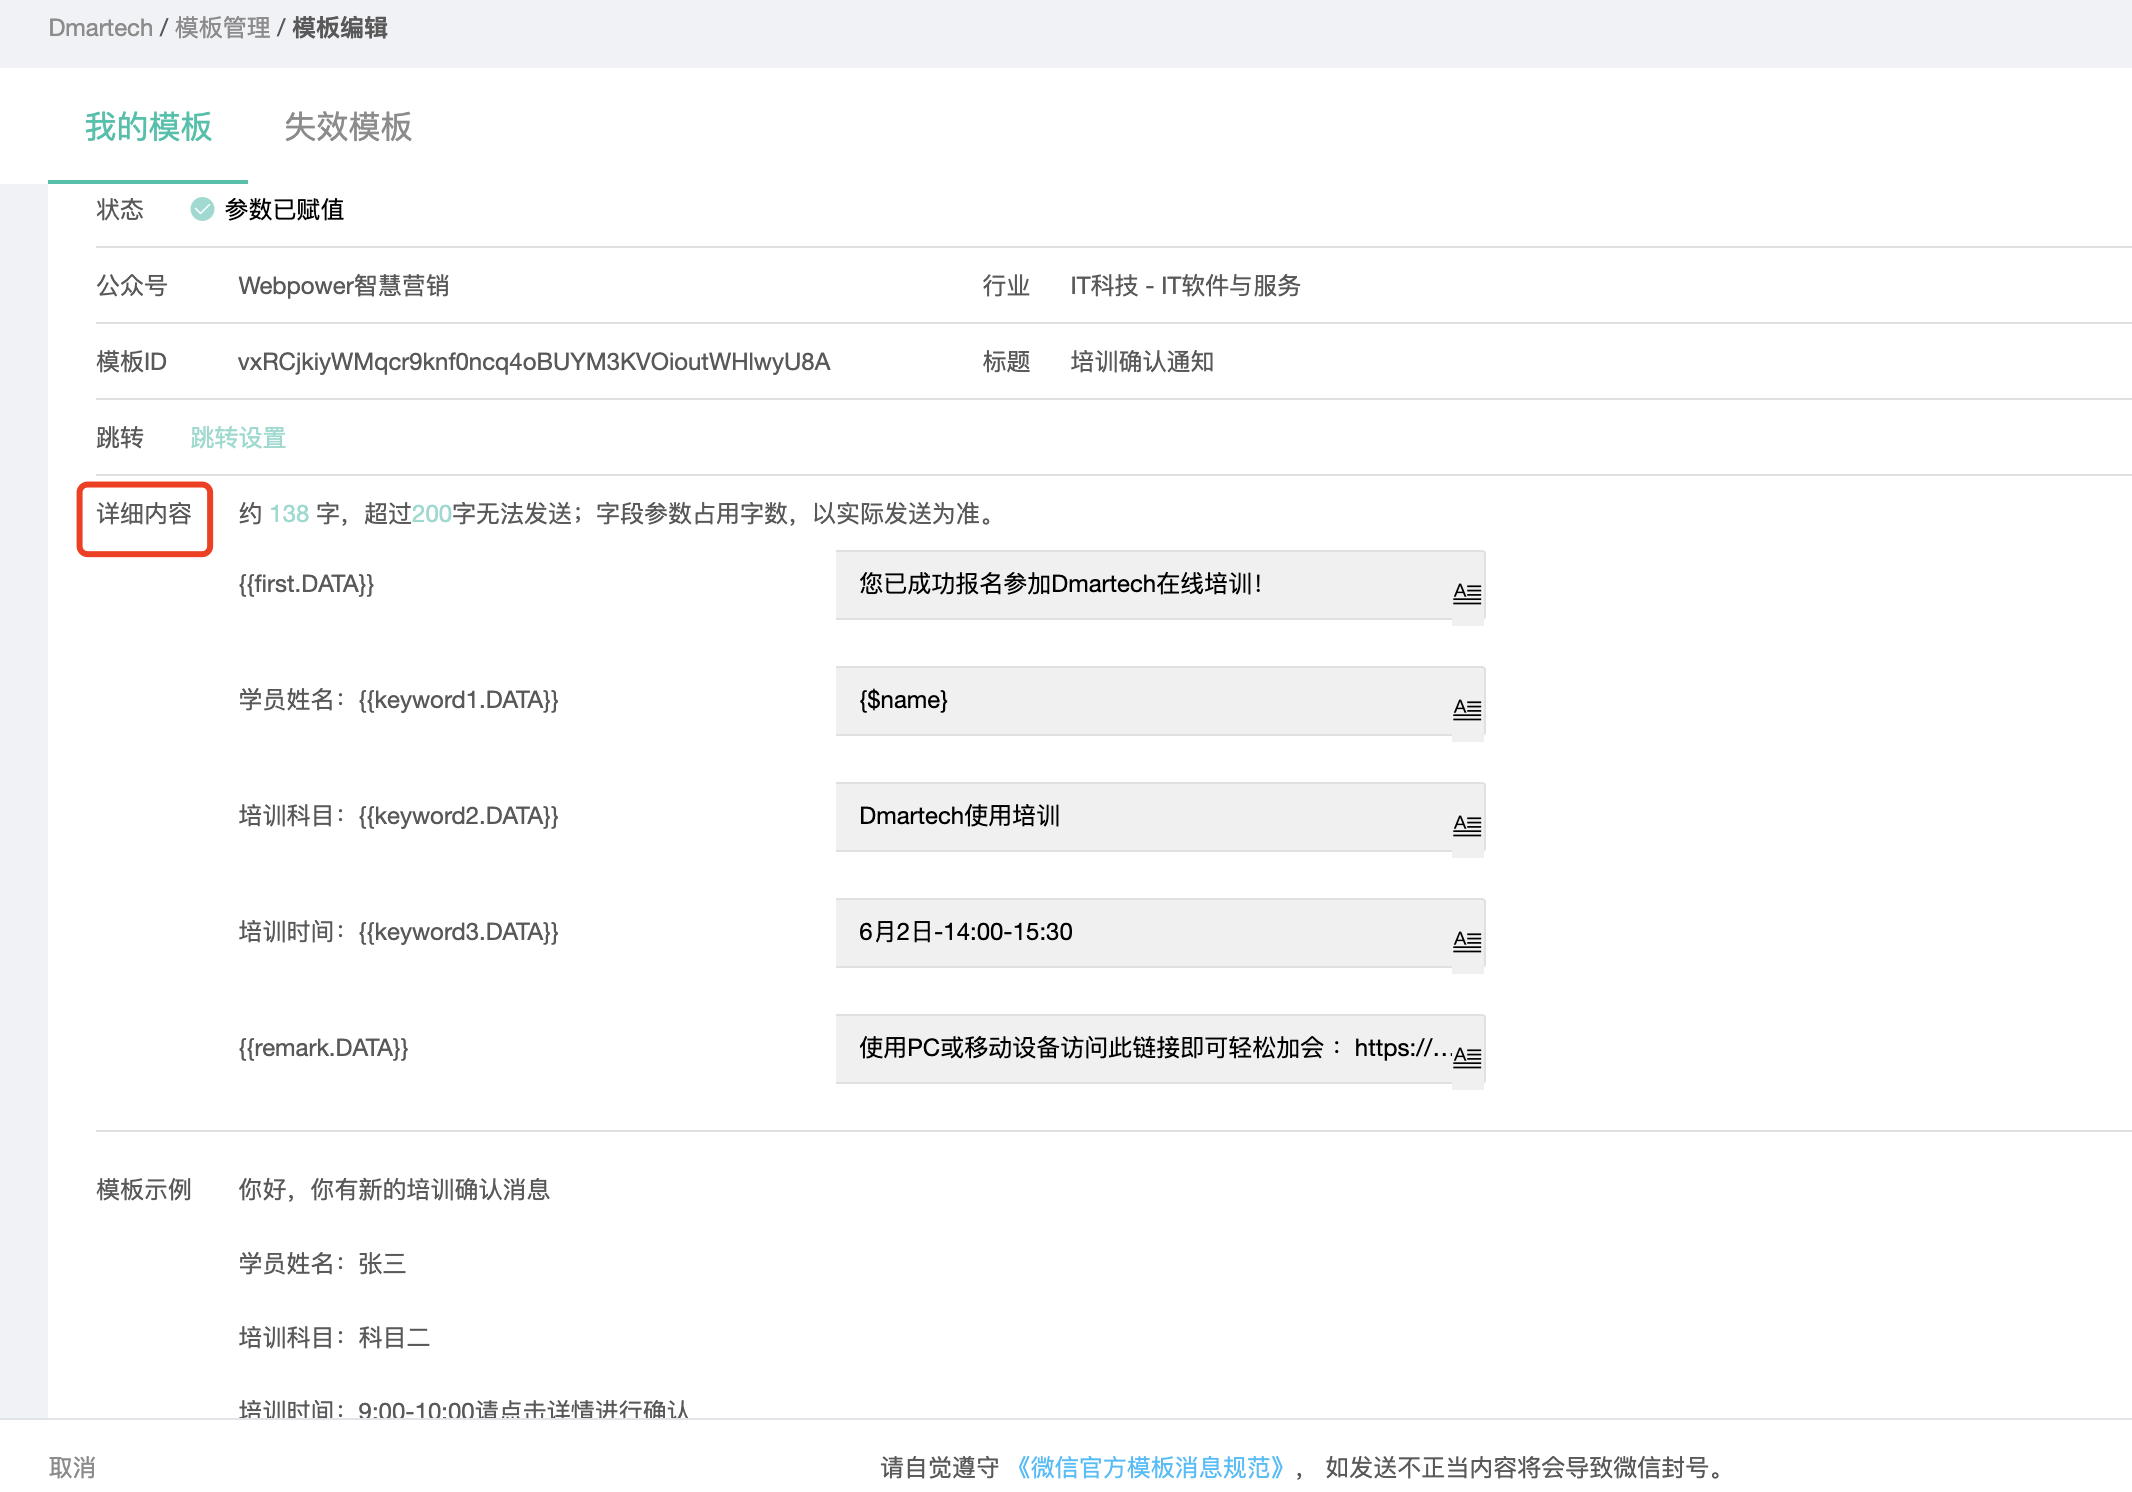 Dmartech / 模板管理 / 模板编辑
我的模板 失效模板
状态 参数已赋值
公众号 Webpower智慧营销 行业 IT科技 - IT软件与服务
模板ID vxRCjkiyWMqcr9knf0ncq4oBUYM3KVOioutWHlwyU8A 标题 培训确认通知
跳转 跳转设置
详细内容 约 138 字，超过200字无法发送；字段参数占用字数，以实际发送为准。
{{first.DATA}} 您已成功报名参加Dmartech在线培训！
学员姓名：{{keyword1.DATA}} {$name}
培训科目：{{keyword2.DATA}} Dmartech使用培训
培训时间：{{keyword3.DATA}} 6月2日-14:00-15:30
{{remark.DATA}} 使用PC或移动设备访问此链接即可轻松加会 ：https://...
模板示例 你好，你有新的培训确认消息
学员姓名：张三
培训科目：科目二
培训时间：9:00-10:00请点击详情进行确认
取消 请自觉遵守 《微信官方模板消息规范》 ， 如发送不正当内容将会导致微信封号。